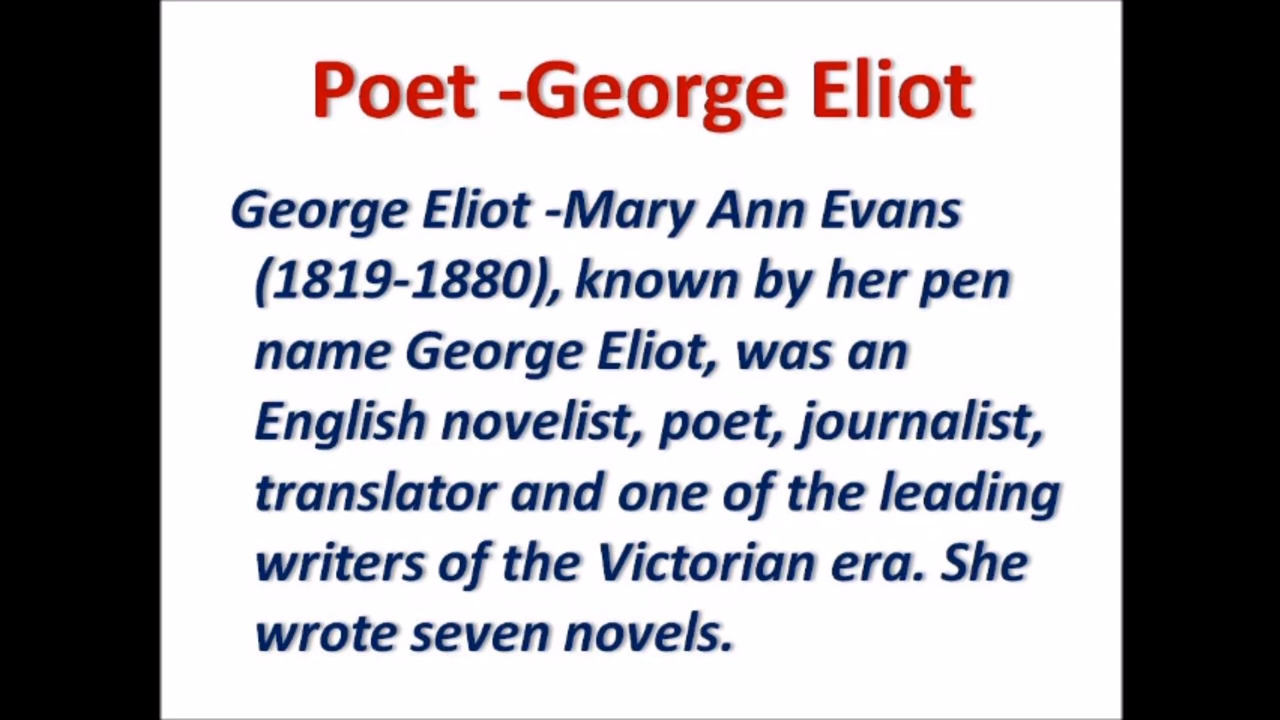 Poet -George Eliot
George Eliot -Mary Ann Evans
(1819-1880), known by her pen
name George Eliot, was an
English novelist, poet, journalist,
translator and one of the leading
writers of the Victorian era. She
wrote seven novels.